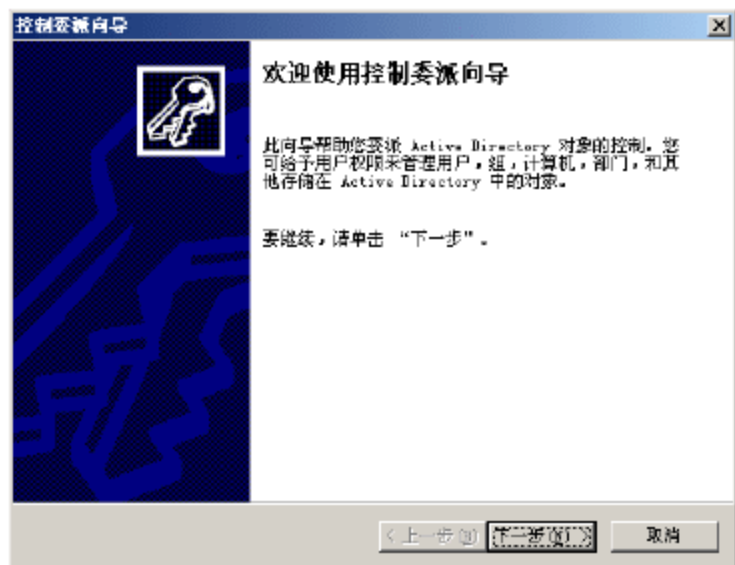 控制委派向导
欢迎使用控制委派向导
此向导帮助您委派 Active Directory 对象的控制。您
可给予用户权限来管理用户，组，计算机，部门，和其
他存储在 Active Directory 中的对象。
要继续，请单击 “下一步”。
< 上一步(B) 下一步(N) > 取消